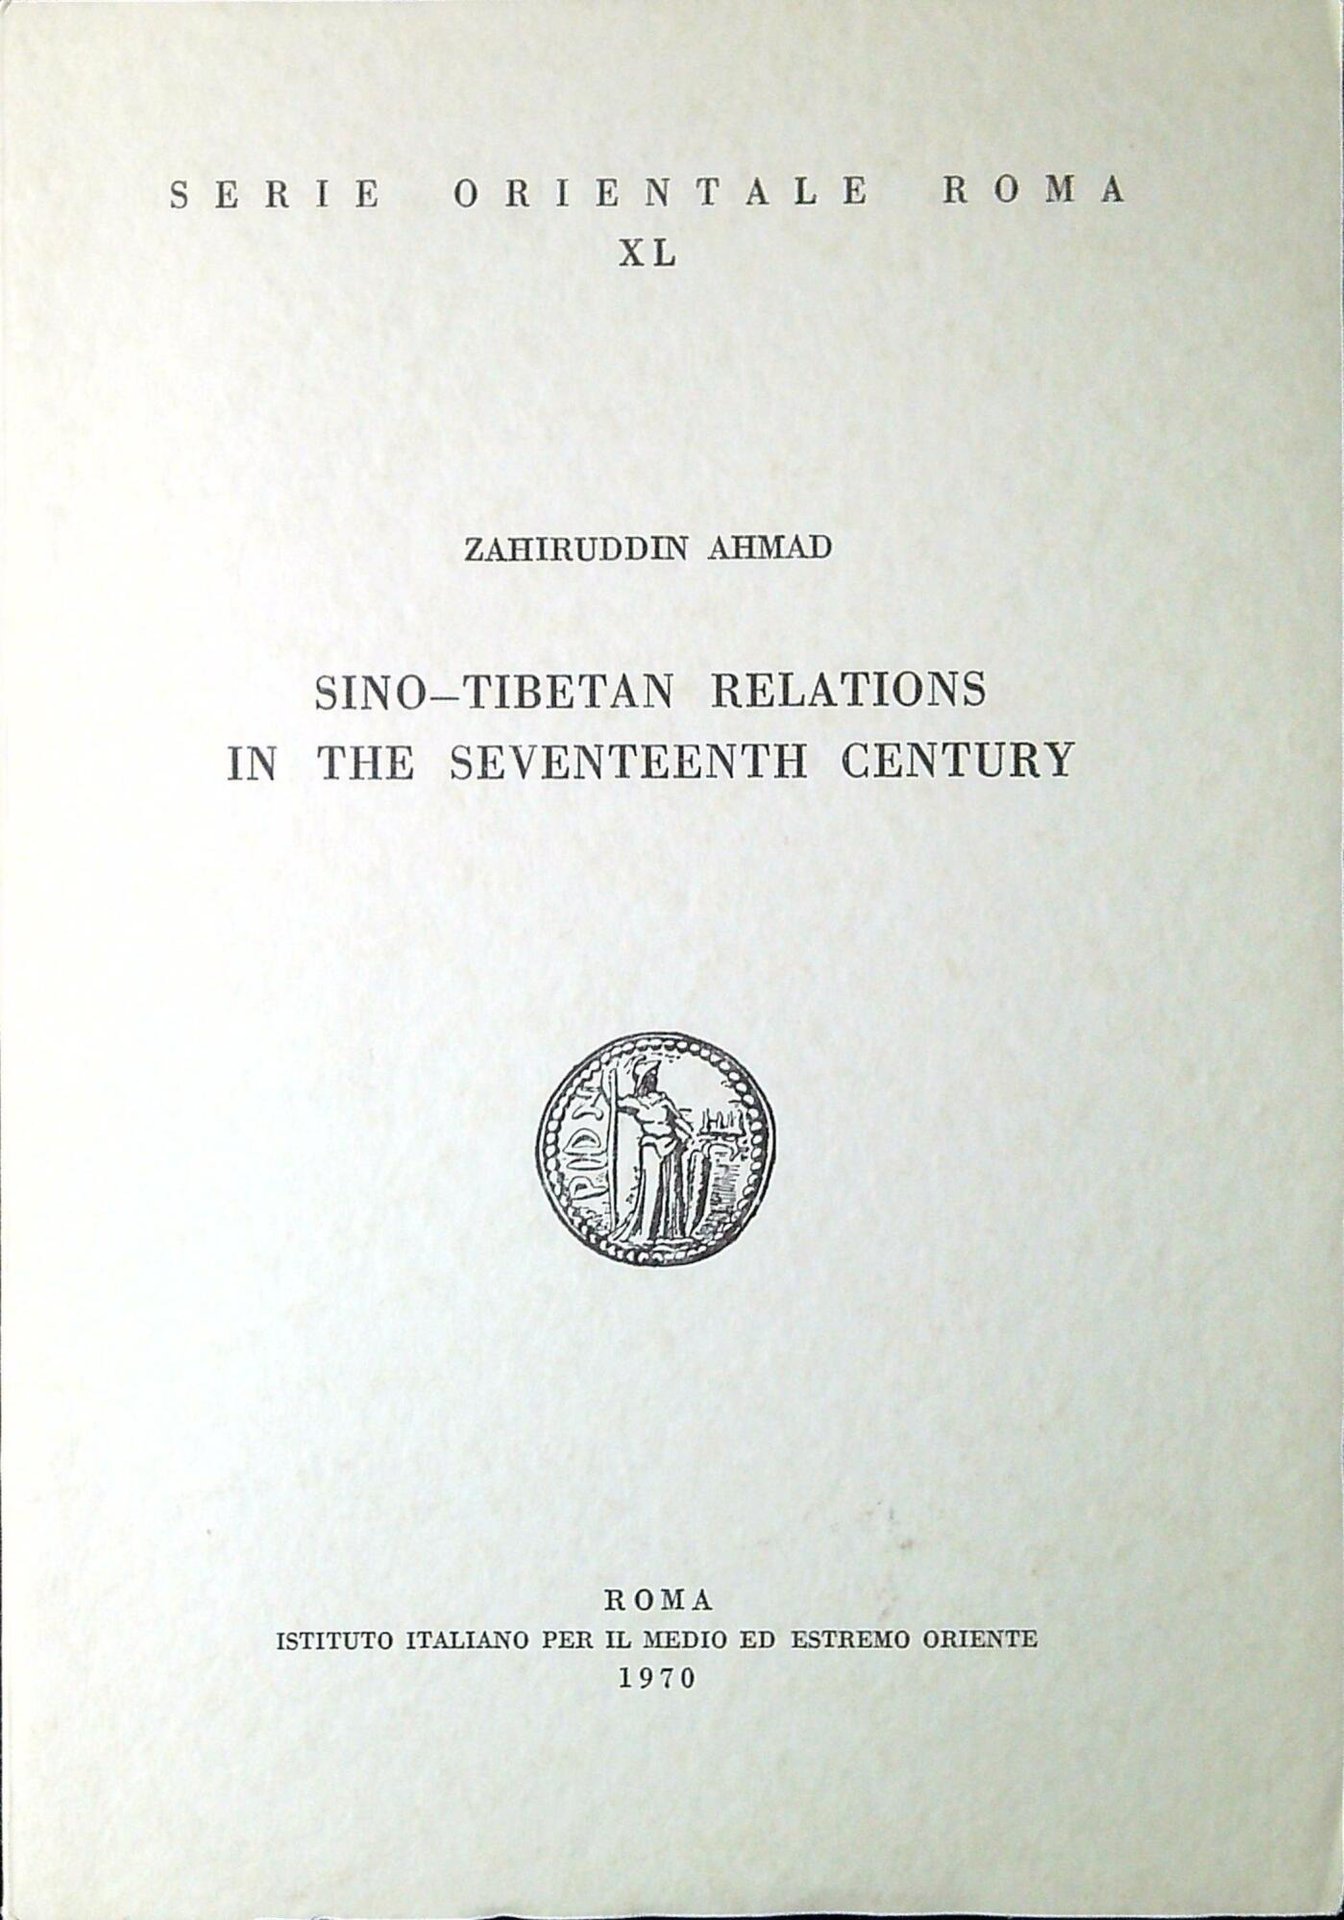 SERIE ORIENTALE ROMA
XL
ZAHIRUDDIN AHMAD
SINO–TIBETAN RELATIONS
IN THE SEVENTEENTH CENTURY
ROMA
ISTITUTO ITALIANO PER IL MEDIO ED ESTREMO ORIENTE
1970